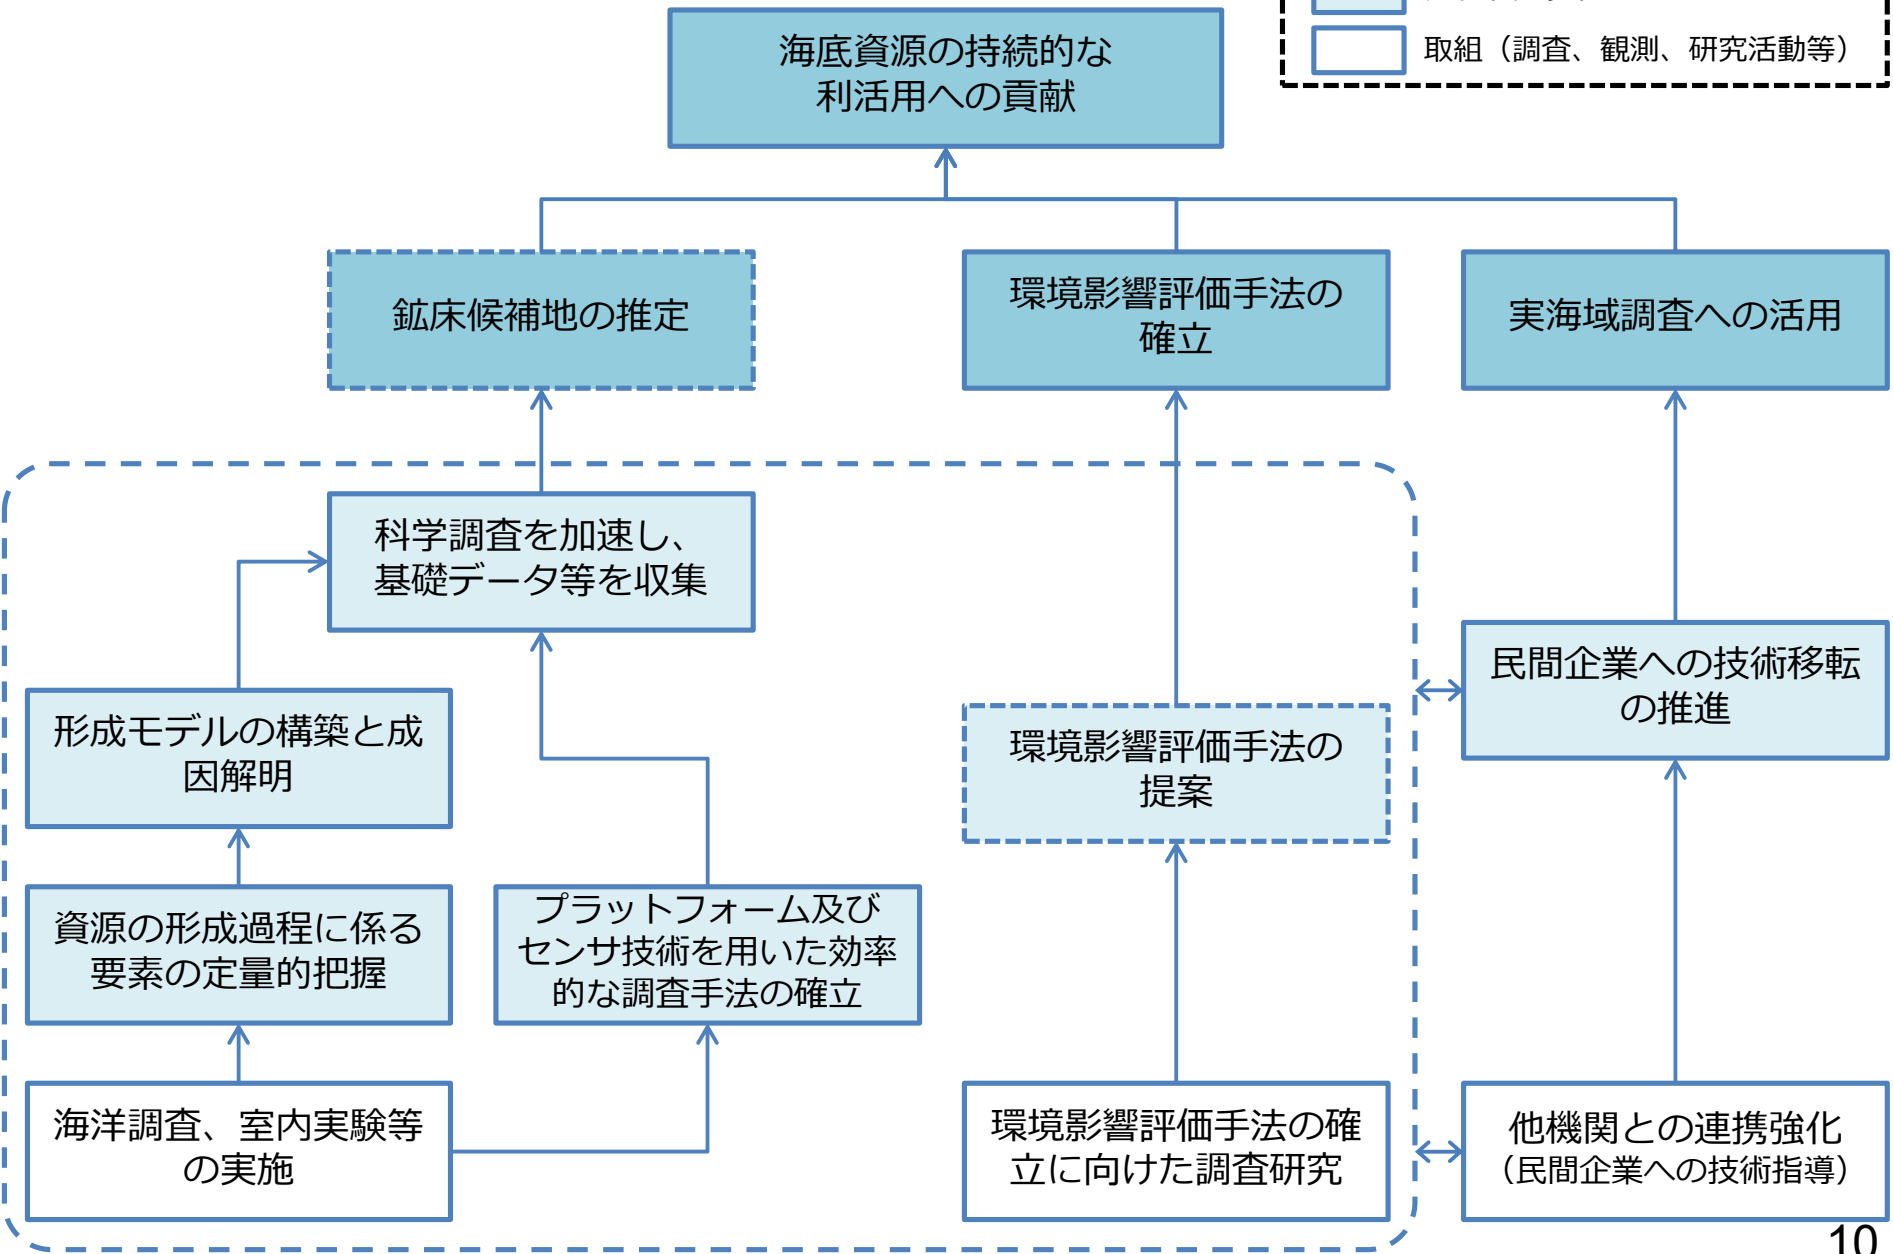 取組（調査、観測、研究活動等）
海底資源の持続的な
利活用への貢献
鉱床候補地の推定
環境影響評価手法の
確立
実海域調査への活用
科学調査を加速し、
基礎データ等を収集
民間企業への技術移転
の推進
形成モデルの構築と成
因解明
環境影響評価手法の
提案
資源の形成過程に係る
要素の定量的把握
プラットフォーム及び
センサ技術を用いた効率
的な調査手法の確立
海洋調査、室内実験等
の実施
環境影響評価手法の確
立に向けた調査研究
他機関との連携強化
（民間企業への技術指導）
10